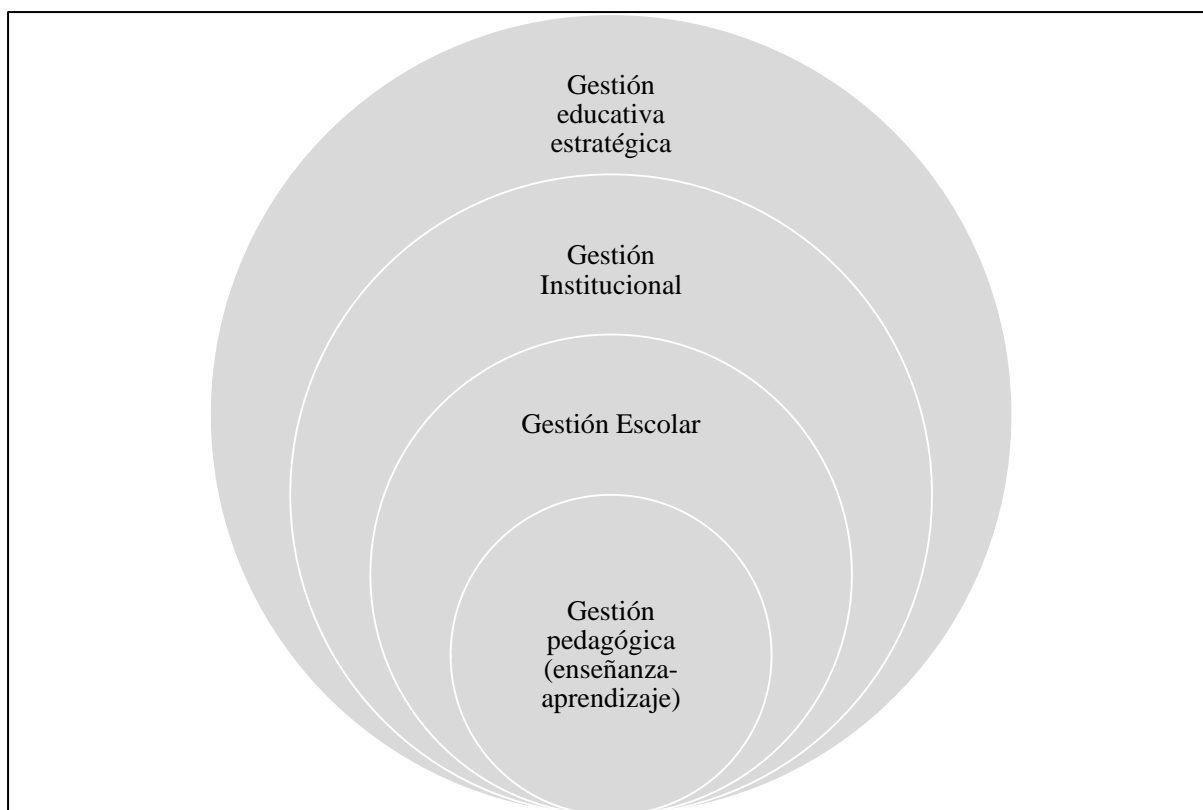 Gestión
educativa
estratégica
Gestión
Institucional
Gestión Escolar
Gestión
pedagógica
(enseñanza-
aprendizaje)